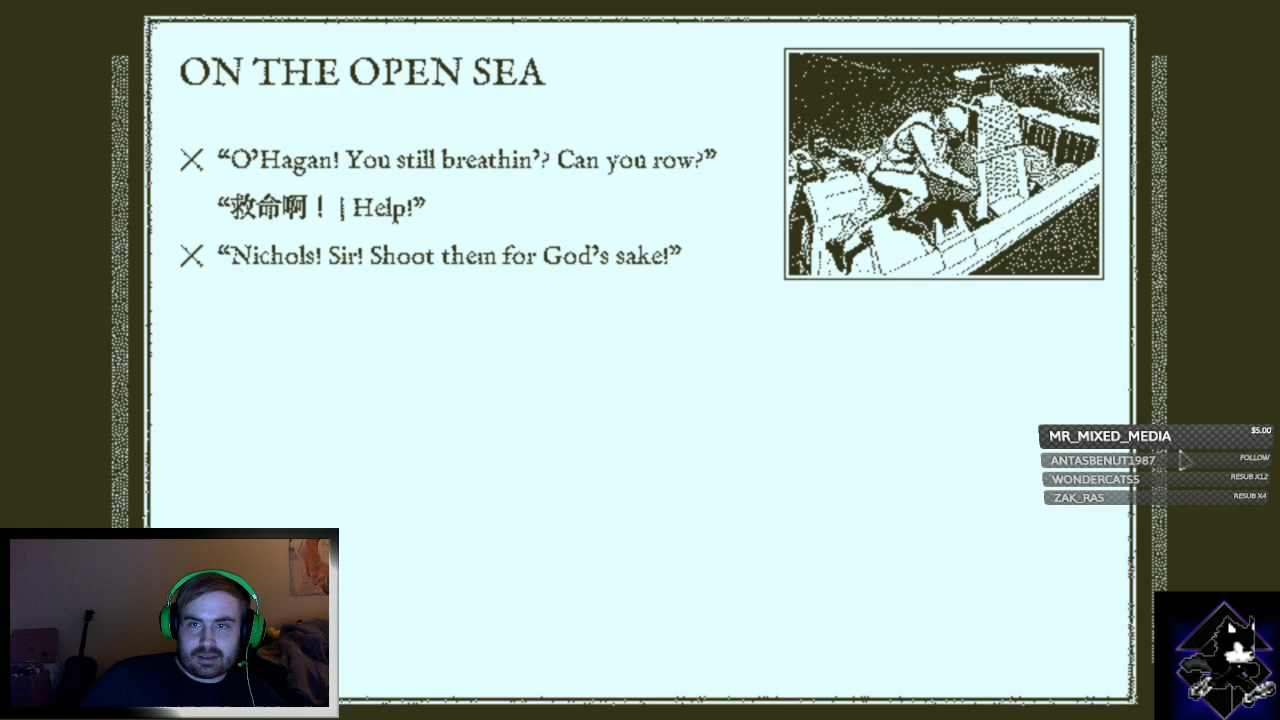 ON THE OPEN SEA
“O’Hagan! You still breathin’? Can you row?”
“救命啊！ | Help!”
“Nichols! Sir! Shoot them for God’s sake!”
MR_MIXED_MEDIA $5.00
ANTASBENUT1987 FOLLOW
WONDERCATS5 RESUB X12
ZAK_RAS RESUB X4